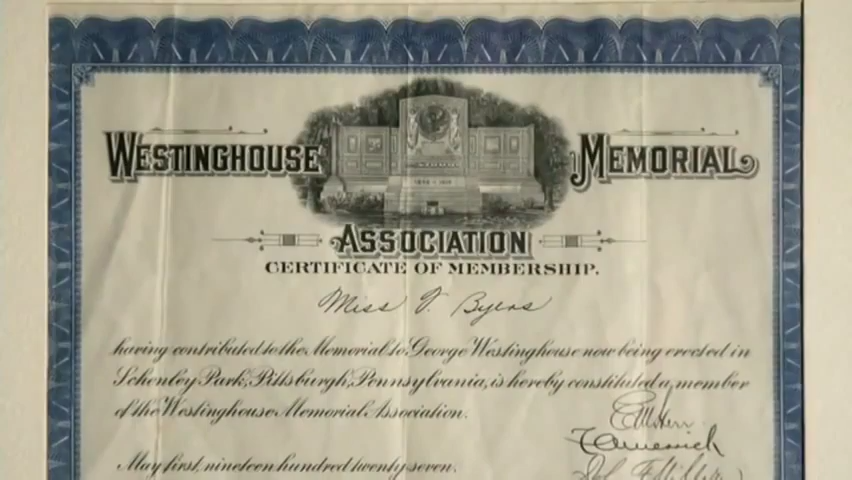 WESTINGHOUSE MEMORIAL
ASSOCIATION
CERTIFICATE OF MEMBERSHIP.
Miss V. Byers
having contributed to the Memorial to George Westinghouse now being erected in
Schenley Park, Pittsburgh, Pennsylvania, is hereby constituted a member
of the Westinghouse Memorial Association.
May first, nineteen hundred twenty-seven.